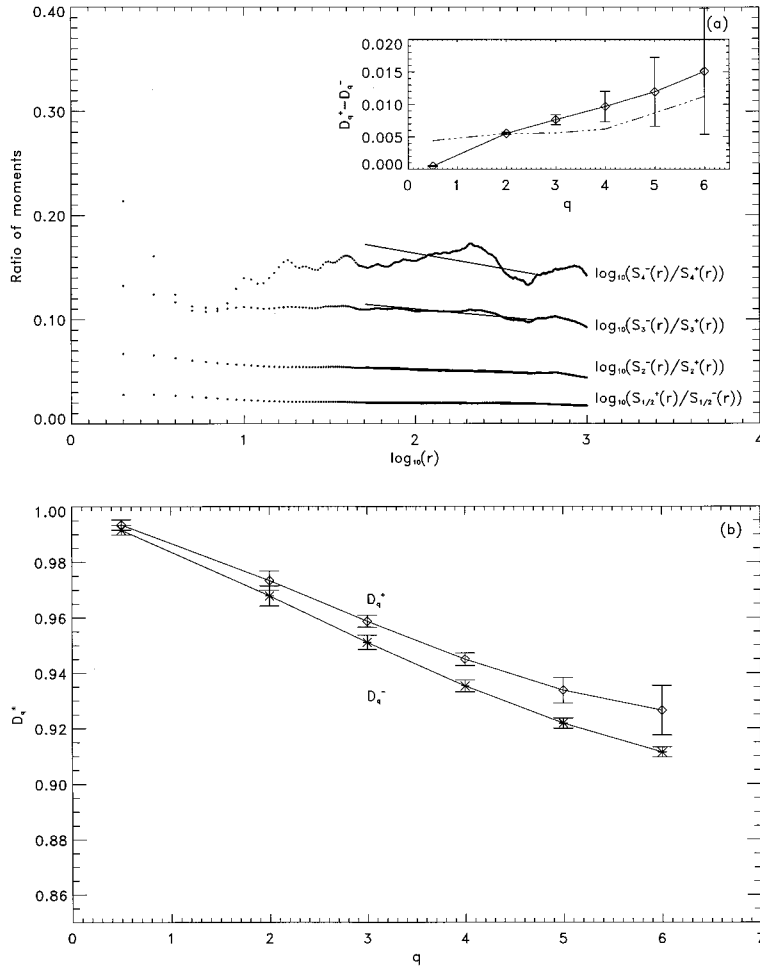 (a)
0.40
0.30
0.20
0.10
0.00
Ratio of moments
0.020
0.015
0.010
0.005
0.000
D_q^+-D_q^-
0 1 2 3 4 5 6
q
log₁₀(S₄⁻(r)/S₄⁺(r))
log₁₀(S₃⁻(r)/S₃⁺(r))
log₁₀(S₂⁻(r)/S₂⁺(r))
log₁₀(S₁/₂⁺(r)/S₁/₂⁻(r))
0 1 2 3 4
log₁₀(r)
(b)
1.00
0.98
0.96
0.94
0.92
0.90
0.88
0.86
D_q^±
D_q^+
D_q^-
0 1 2 3 4 5 6 7
q